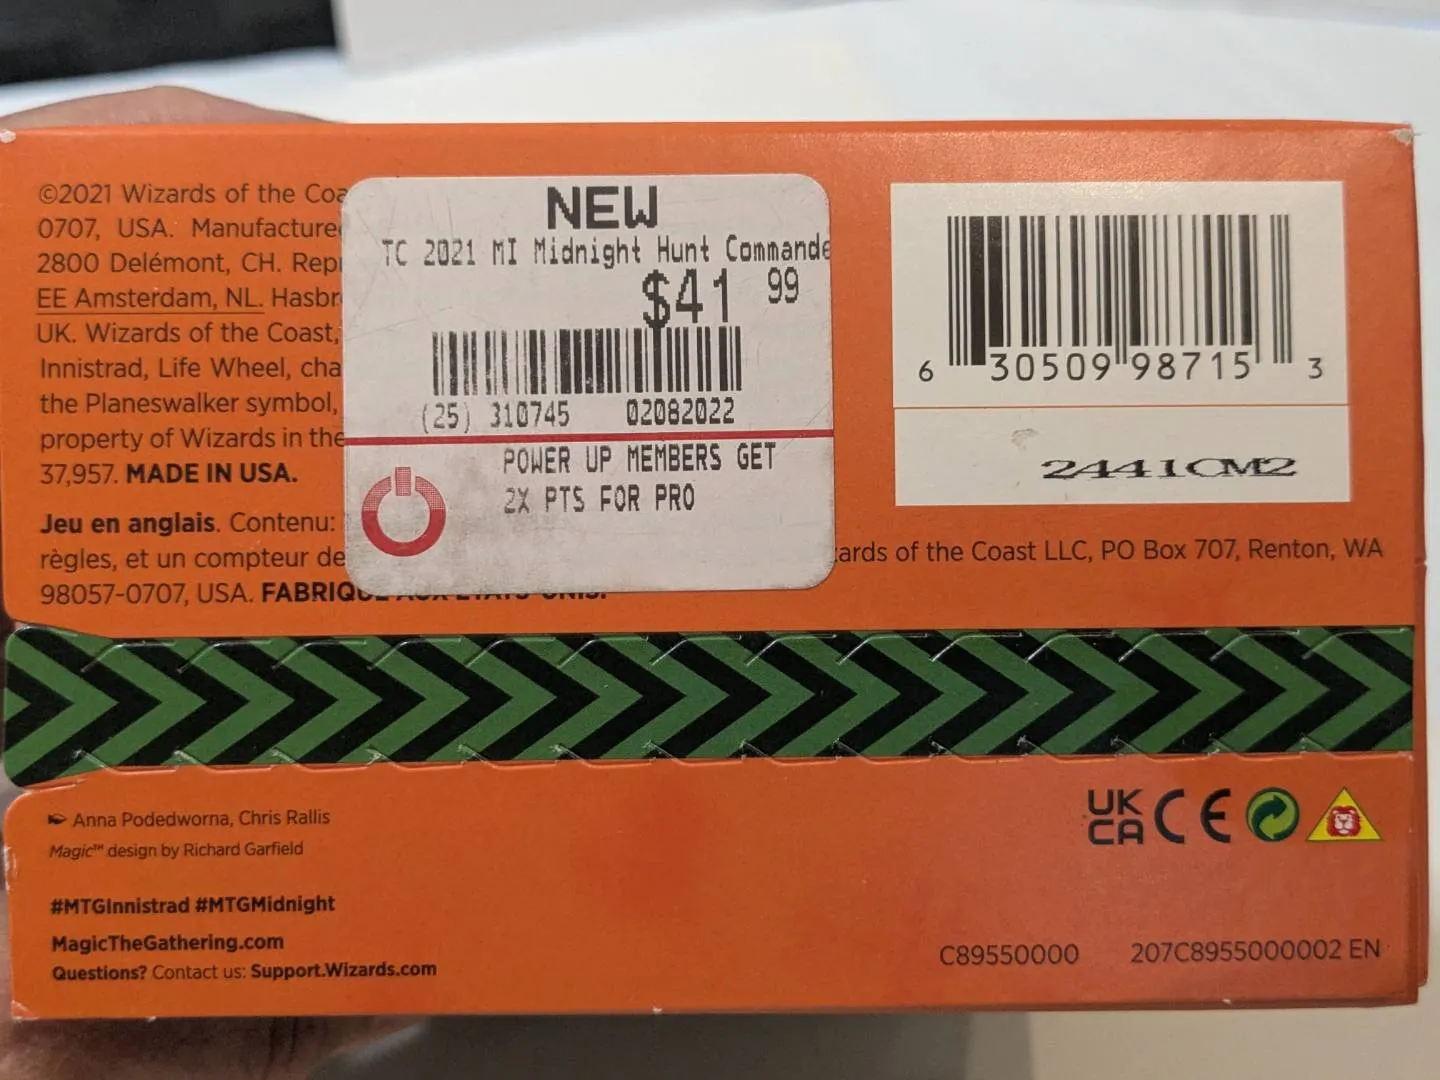 ©2021 Wizards of the Coa
0707, USA. Manufacture
2800 Delémont, CH. Rep
EE Amsterdam, NL. Hasbr
UK. Wizards of the Coast,
Innistrad, Life Wheel, cha
the Planeswalker symbol,
property of Wizards in the
37,957. MADE IN USA.
Jeu en anglais. Contenu:
règles, et un compteur de
ards of the Coast LLC, PO Box 707, Renton, WA
98057-0707, USA. FABRIQUÉ AUX ÉTATS-UNIS.
NEW
TC 2021 MI Midnight Hunt Commande
$41 99
(25) 310745 02082022
POWER UP MEMBERS GET
2X PTS FOR PRO
6 30509 98715 3
2441CM2
Anna Podedworna, Chris Rallis
Magic™ design by Richard Garfield
#MTGInnistrad #MTGMidnight
MagicTheGathering.com
Questions? Contact us: Support.Wizards.com
UK
CA CE
C89550000 207C8955000002 EN